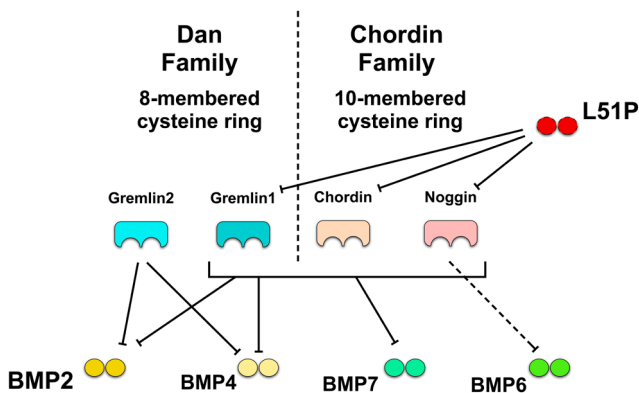 Dan
Family
8-membered
cysteine ring
Chordin
Family
10-membered
cysteine ring
L51P
Gremlin2
Gremlin1
Chordin
Noggin
BMP2
BMP4
BMP7
BMP6